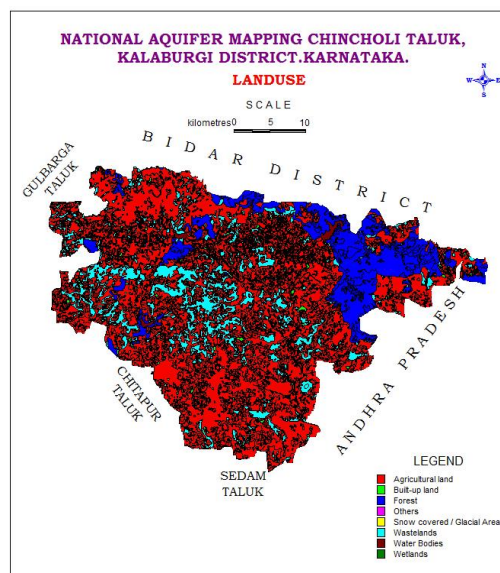 NATIONAL AQUIFER MAPPING CHINCHOLI TALUK,
KALABURGI DISTRICT.KARNATAKA.
LANDUSE
SCALE
kilometres 0 5 10
N
W E
S
BIDAR DISTRICT
GULBARGA
TALUK
ANDHRA PRADESH
CHITAPUR
TALUK
SEDAM
TALUK
LEGEND
Agricultural land
Built-up land
Forest
Others
Snow covered / Glacial Area
Wastelands
Water Bodies
Wetlands